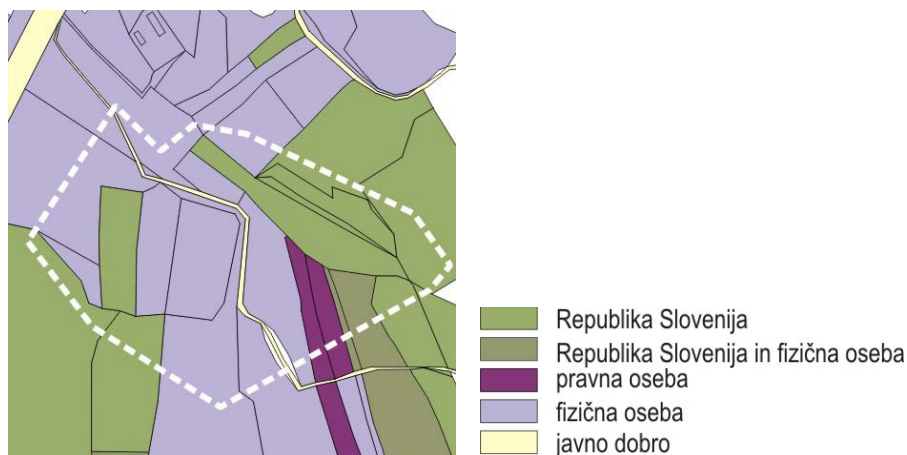 Republika Slovenija
Republika Slovenija in fizična oseba
pravna oseba
fizična oseba
javno dobro